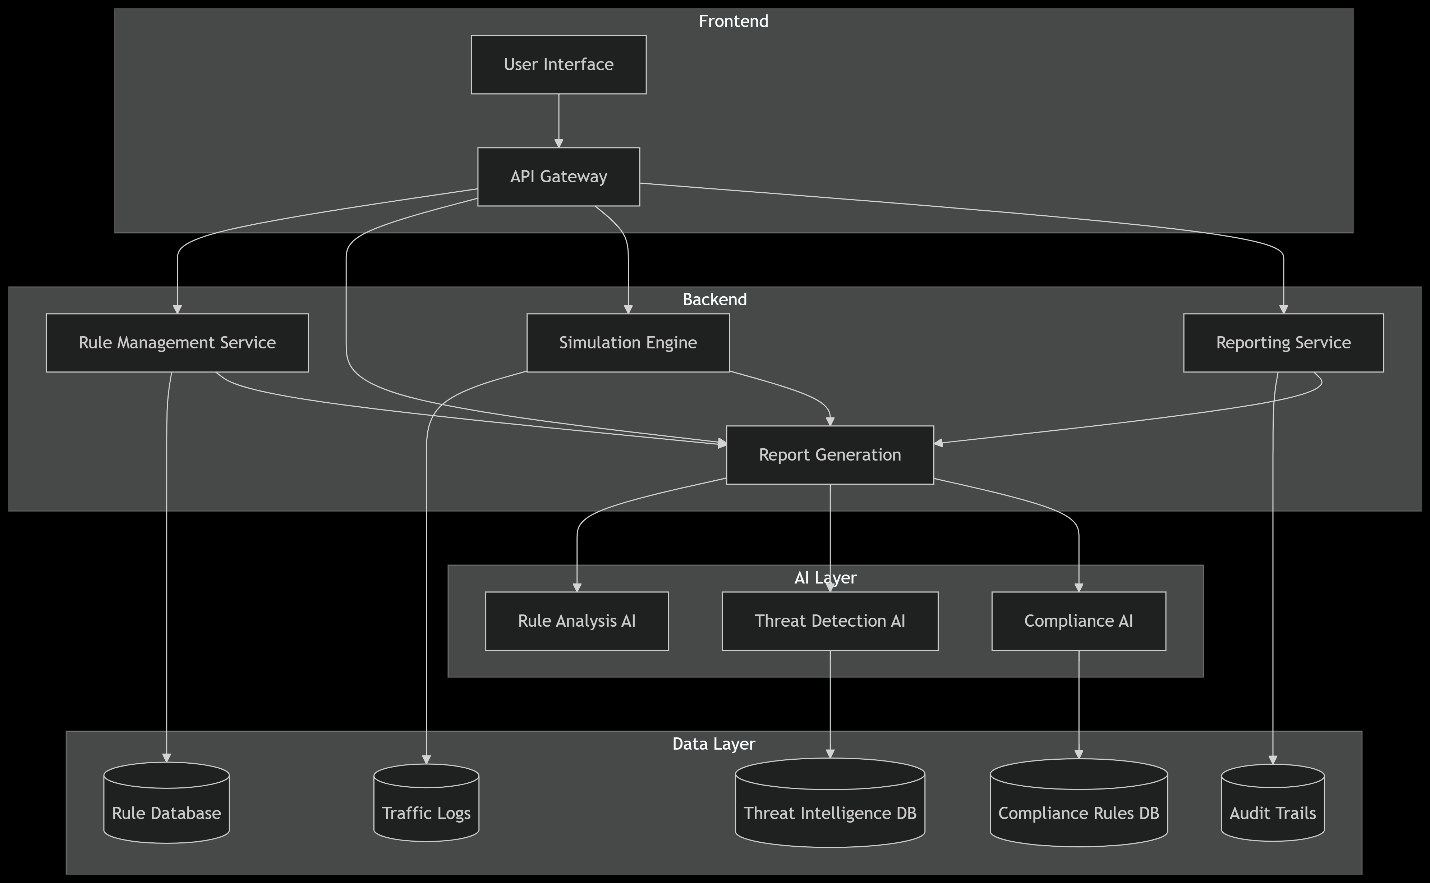 Frontend
User Interface
API Gateway
Backend
Rule Management Service
Simulation Engine
Reporting Service
Report Generation
AI Layer
Rule Analysis AI
Threat Detection AI
Compliance AI
Data Layer
Rule Database
Traffic Logs
Threat Intelligence DB
Compliance Rules DB
Audit Trails